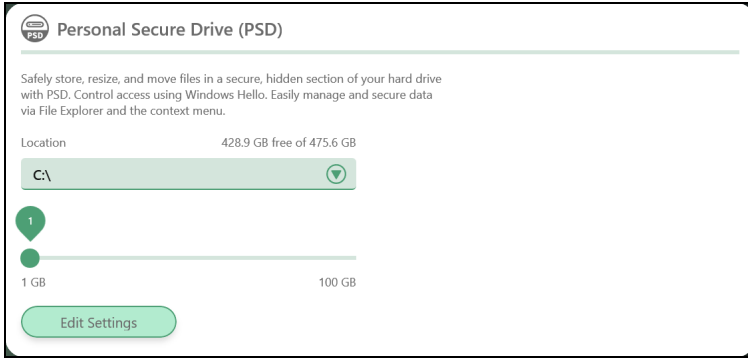 PSD
Personal Secure Drive (PSD)
Safely store, resize, and move files in a secure, hidden section of your hard drive
with PSD. Control access using Windows Hello. Easily manage and secure data
via File Explorer and the context menu.
Location 428.9 GB free of 475.6 GB
C:\
1
1 GB 100 GB
Edit Settings